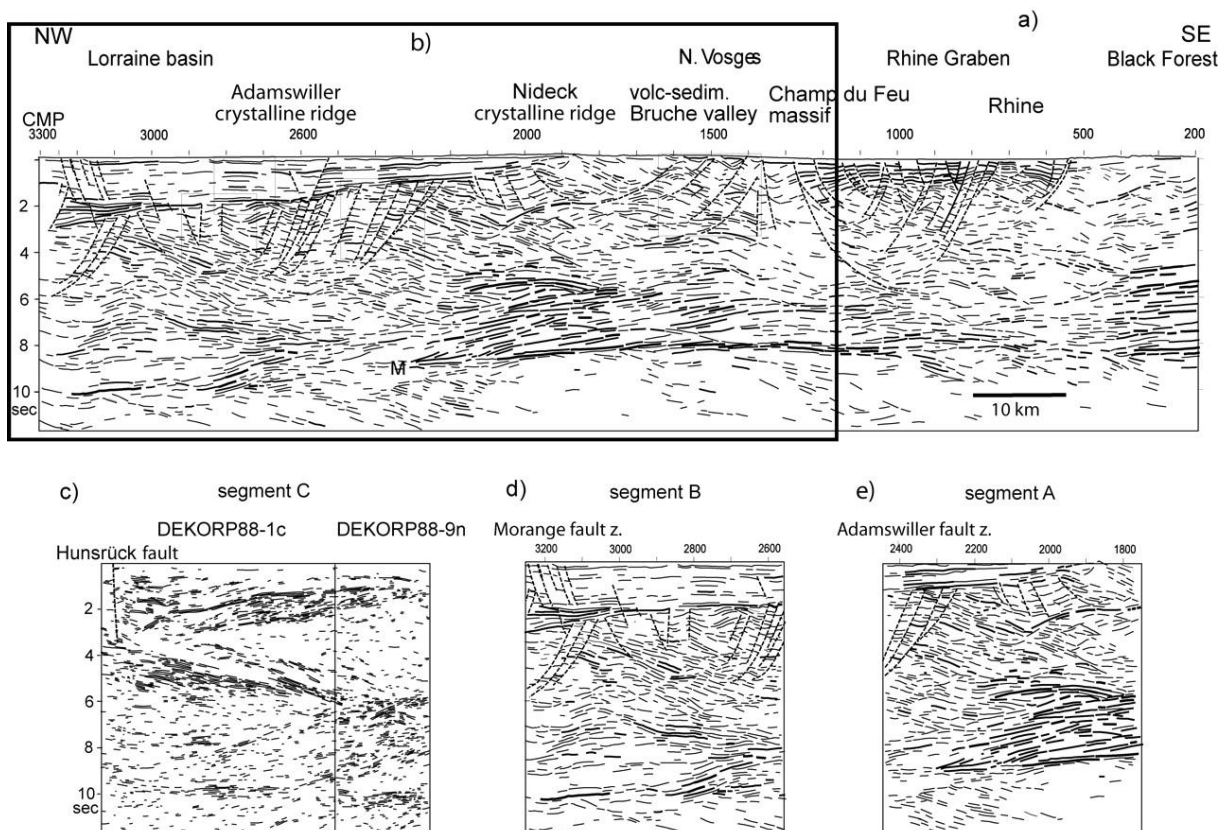 a)
NW
b)
SE
Lorraine basin
N. Vosges
Rhine Graben
Black Forest
Adamswiller
crystalline ridge
Nideck
crystalline ridge
volc-sedim.
Bruche valley
Champ du Feu
massif
Rhine
CMP
3300 3000 2600 2000 1500 1000 500 200
2
4
6
8
M
10
sec
10 km
c)
segment C
d)
segment B
e)
segment A
DEKORP88-1c DEKORP88-9n
Hunsrück fault
Morange fault z.
Adamswiller fault z.
3200 3000 2800 2600
2400 2200 2000 1800
2
4
6
8
10
sec